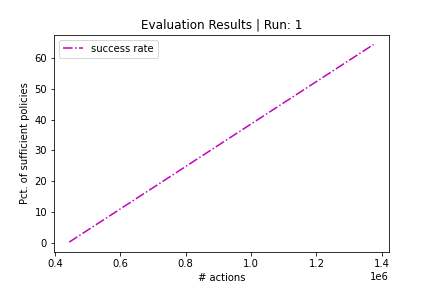 Evaluation Results | Run: 1
success rate
Pct. of sufficient policies
60
50
40
30
20
10
0
0.4 0.6 0.8 1.0 1.2 1.4
1e6
# actions